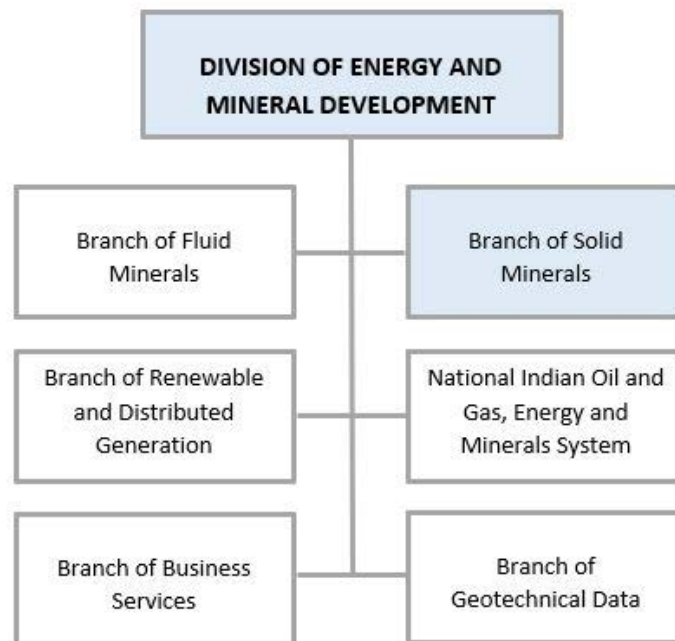 DIVISION OF ENERGY AND
MINERAL DEVELOPMENT
Branch of Fluid
Minerals
Branch of Solid
Minerals
Branch of Renewable
and Distributed
Generation
National Indian Oil and
Gas, Energy and
Minerals System
Branch of Business
Services
Branch of
Geotechnical Data